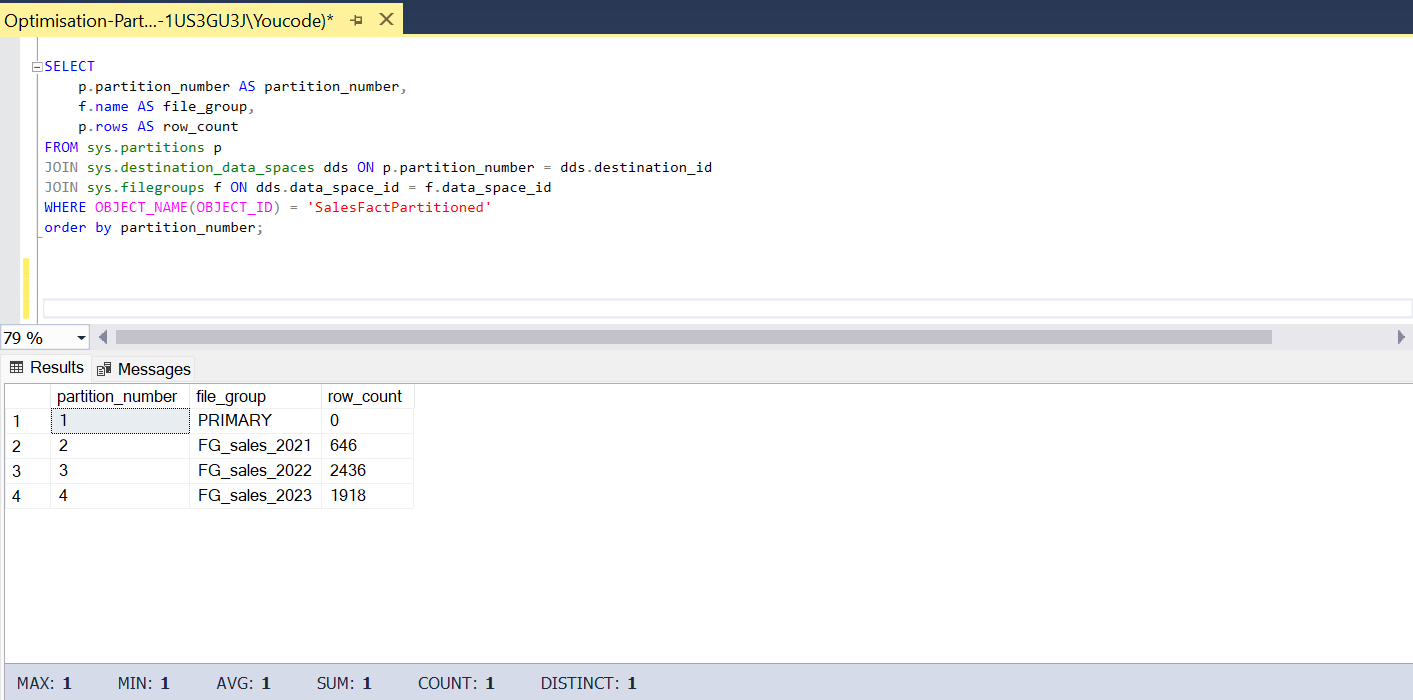 Optimisation-Part...-1US3GU3J\Youcode)*
SELECT
p.partition_number AS partition_number,
f.name AS file_group,
p.rows AS row_count
FROM sys.partitions p
JOIN sys.destination_data_spaces dds ON p.partition_number = dds.destination_id
JOIN sys.filegroups f ON dds.data_space_id = f.data_space_id
WHERE OBJECT_NAME(OBJECT_ID) = 'SalesFactPartitioned'
order by partition_number;
79 %
Results Messages
partition_number file_group row_count
1 1 PRIMARY 0
2 2 FG_sales_2021 646
3 3 FG_sales_2022 2436
4 4 FG_sales_2023 1918
MAX: 1 MIN: 1 AVG: 1 SUM: 1 COUNT: 1 DISTINCT: 1